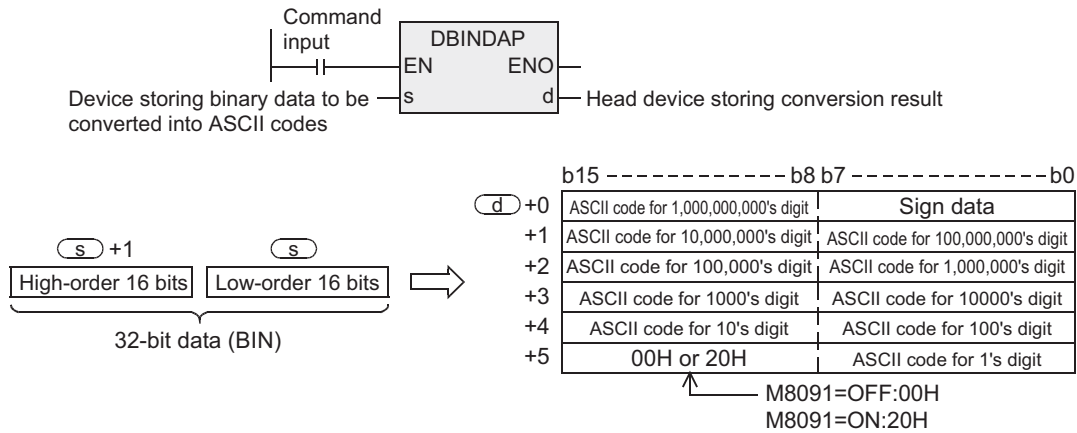 Command
input
DBINDAP
EN ENO
Device storing binary data to be
converted into ASCII codes
s d
Head device storing conversion result
b15 b8 b7 b0
d +0 ASCII code for 1,000,000,000's digit Sign data
+1 ASCII code for 10,000,000's digit ASCII code for 100,000,000's digit
+2 ASCII code for 100,000's digit ASCII code for 1,000,000's digit
+3 ASCII code for 1000's digit ASCII code for 10000's digit
+4 ASCII code for 10's digit ASCII code for 100's digit
+5 00H or 20H ASCII code for 1's digit
s +1 s
High-order 16 bits Low-order 16 bits
32-bit data (BIN)
M8091=OFF:00H
M8091=ON:20H